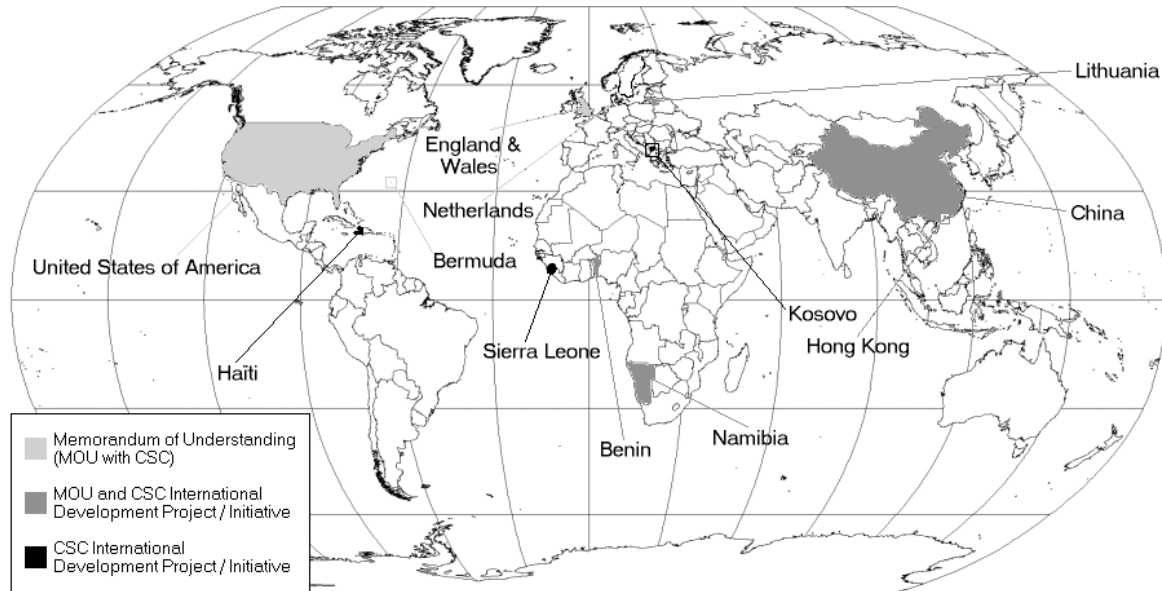 Lithuania
England &
Wales
Netherlands
China
United States of America
Bermuda
Kosovo
Hong Kong
Sierra Leone
Haïti
Namibia
Benin
Memorandum of Understanding
(MOU with CSC)
MOU and CSC International
Development Project / Initiative
CSC International
Development Project / Initiative